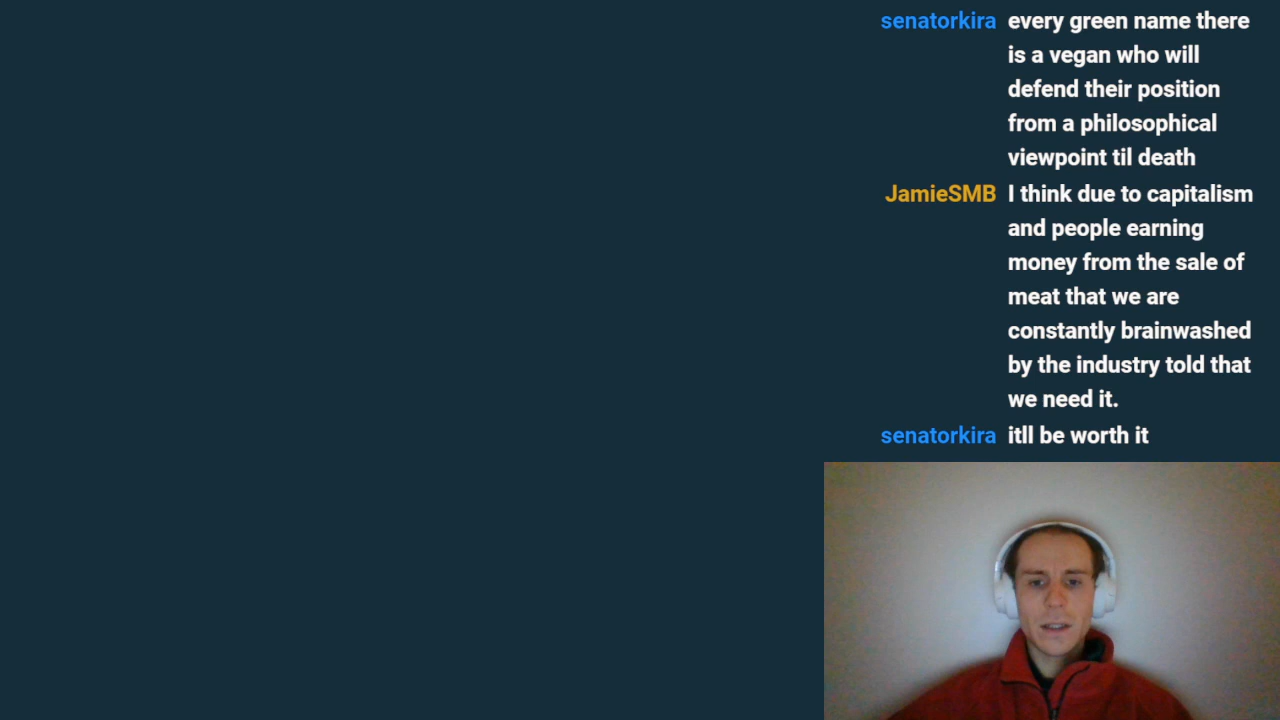 senatorkira every green name there
is a vegan who will
defend their position
from a philosophical
viewpoint til death
JamieSMB I think due to capitalism
and people earning
money from the sale of
meat that we are
constantly brainwashed
by the industry told that
we need it.
senatorkira itll be worth it